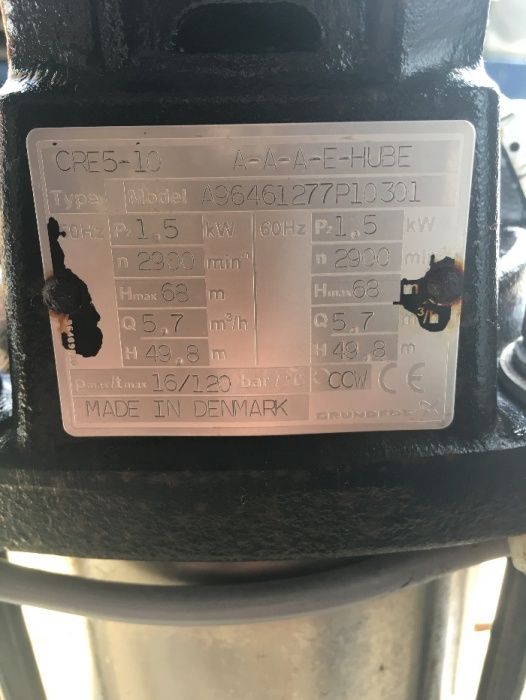 CRE5-10 A-A-A-E-HUBE
Type Model A96461277P10301
0Hz P₂ 1,5 kW 60Hz P₂ 1,5 kW
n 2900 min⁻¹ n 2900 min
Hmax 68 m Hmax 68
Q 5,7 m³/h Q 5,7 m³/h
H 49,8 m H 49,8 m
pmax/tmax 16/120 bar/°C CCW CE
MADE IN DENMARK GRUNDFOS